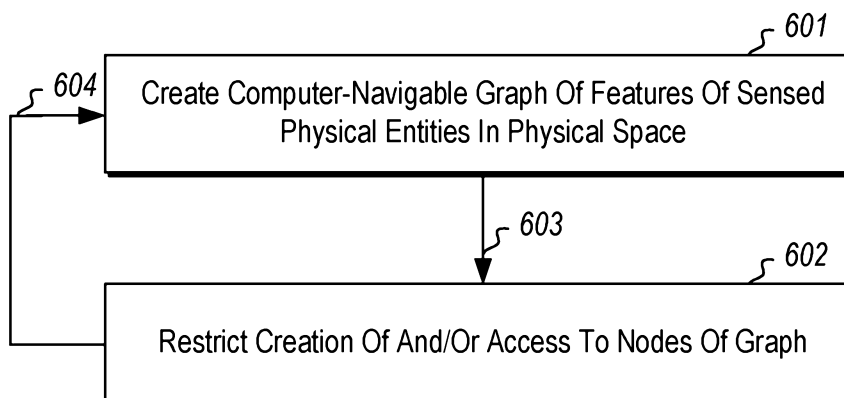 601
604
Create Computer-Navigable Graph Of Features Of Sensed
Physical Entities In Physical Space
603
602
Restrict Creation Of And/Or Access To Nodes Of Graph